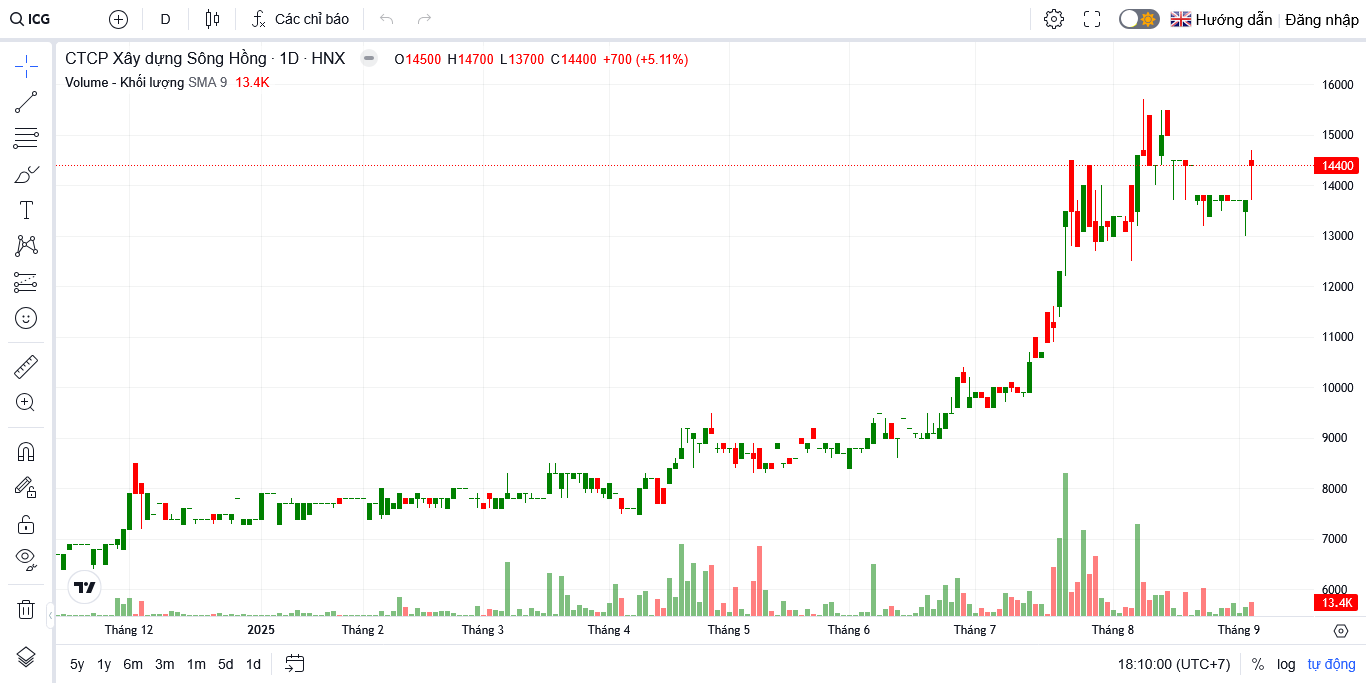 ICG D Các chỉ báo Hướng dẫn Đăng nhập
CTCP Xây dựng Sông Hồng · 1D · HNX O14500 H14700 L13700 C14400 +700 (+5.11%)
Volume - Khối lượng SMA 9 13.4K
16000
15000
14400
14000
13000
12000
11000
10000
9000
8000
7000
6000
13.4K
Tháng 12 2025 Tháng 2 Tháng 3 Tháng 4 Tháng 5 Tháng 6 Tháng 7 Tháng 8 Tháng 9
5y 1y 6m 3m 1m 5d 1d 18:10:00 (UTC+7) % log tự động